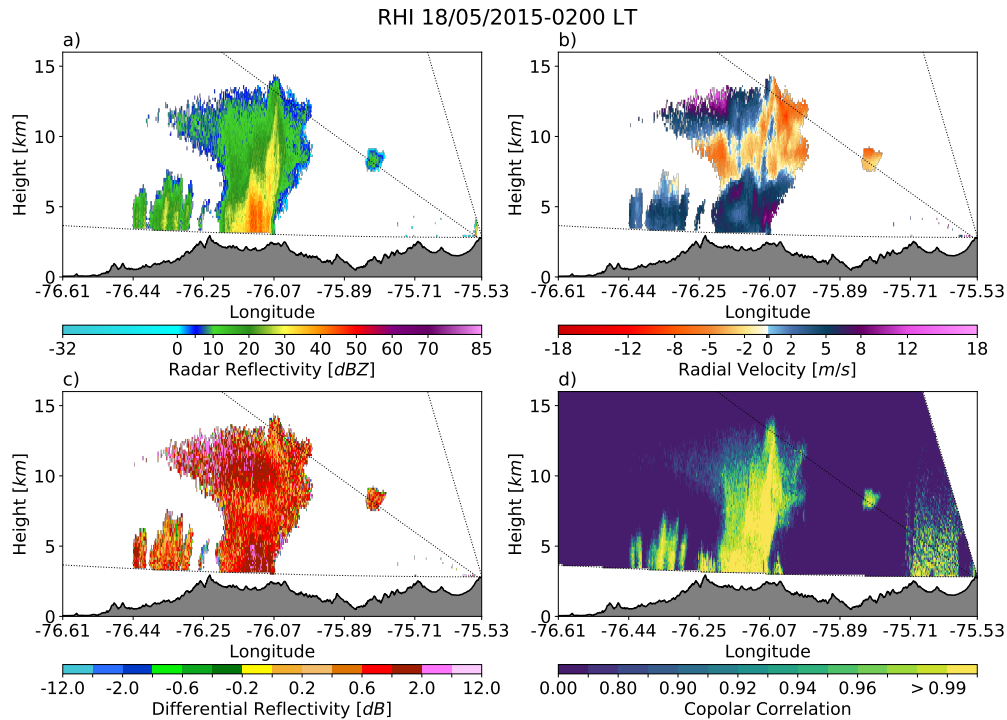 RHI 18/05/2015-0200 LT
a)
15
10
5
0
Height [km]
-76.61 -76.44 -76.25 -76.07 -75.89 -75.71 -75.53
Longitude
-32 0 5 10 20 30 40 50 60 70 85
Radar Reflectivity [dBZ]
b)
15
10
5
0
Height [km]
-76.61 -76.44 -76.25 -76.07 -75.89 -75.71 -75.53
Longitude
-18 -12 -8 -5 -2 0 2 5 8 12 18
Radial Velocity [m/s]
c)
15
10
5
0
Height [km]
-76.61 -76.44 -76.25 -76.07 -75.89 -75.71 -75.53
Longitude
-12.0 -2.0 -0.6 -0.2 0.2 0.6 2.0 12.0
Differential Reflectivity [dB]
d)
15
10
5
0
Height [km]
-76.61 -76.44 -76.25 -76.07 -75.89 -75.71 -75.53
Longitude
0.00 0.80 0.90 0.92 0.94 0.96 > 0.99
Copolar Correlation